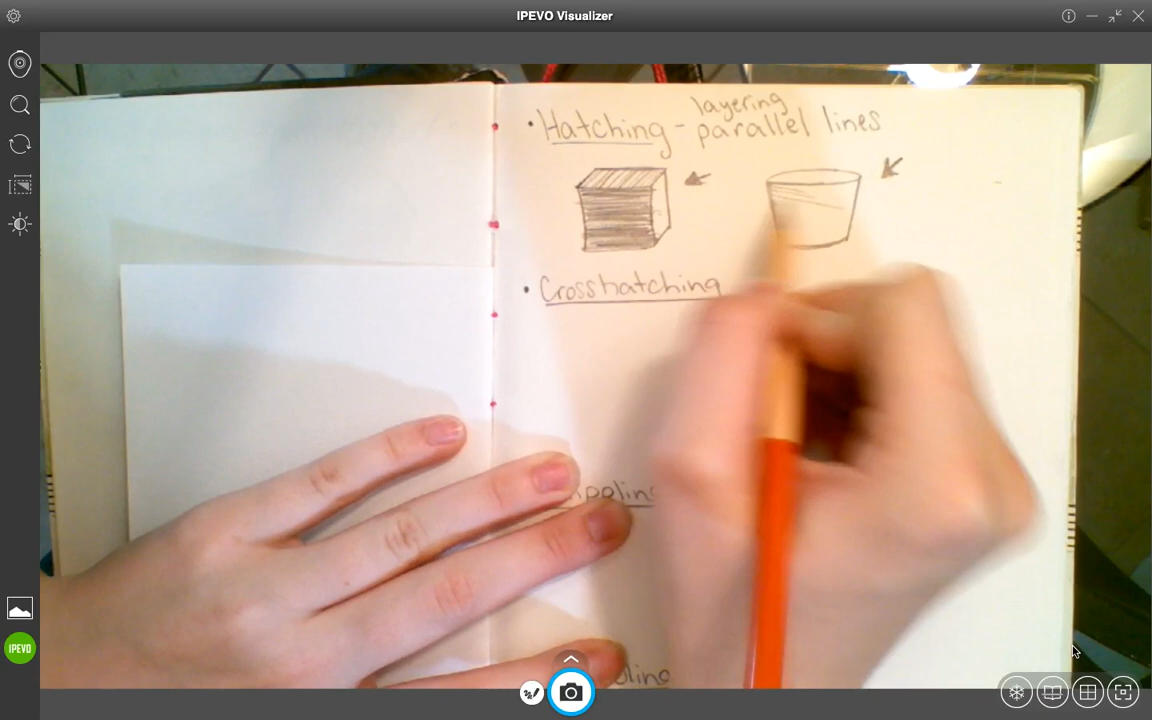 IPEVO Visualizer
layering
• Hatching - parallel lines
• Crosshatching
IPEVO